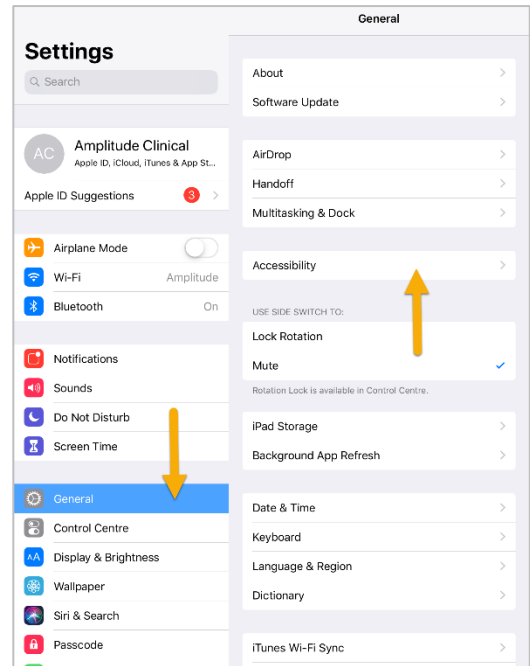 Settings
Search
AC
Amplitude Clinical
Apple ID, iCloud, iTunes & App St...
Apple ID Suggestions
3
Airplane Mode
Wi-Fi Amplitude
Bluetooth On
Notifications
Sounds
Do Not Disturb
Screen Time
General
Control Centre
AA Display & Brightness
Wallpaper
Siri & Search
Passcode
General
About
Software Update
AirDrop
Handoff
Multitasking & Dock
Accessibility
USE SIDE SWITCH TO:
Lock Rotation
Mute
Rotation Lock is available in Control Centre.
iPad Storage
Background App Refresh
Date & Time
Keyboard
Language & Region
Dictionary
iTunes Wi-Fi Sync